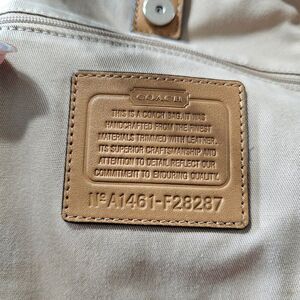 COACH
THIS IS A COACH BAG. IT WAS
HANDCRAFTED FROM THE FINEST
MATERIALS TRIMMED WITH LEATHER.
ITS SUPERIOR CRAFTSMANSHIP AND
ATTENTION TO DETAIL REFLECT OUR
COMMITMENT TO ENDURING QUALITY.
Nº A1461-F28287